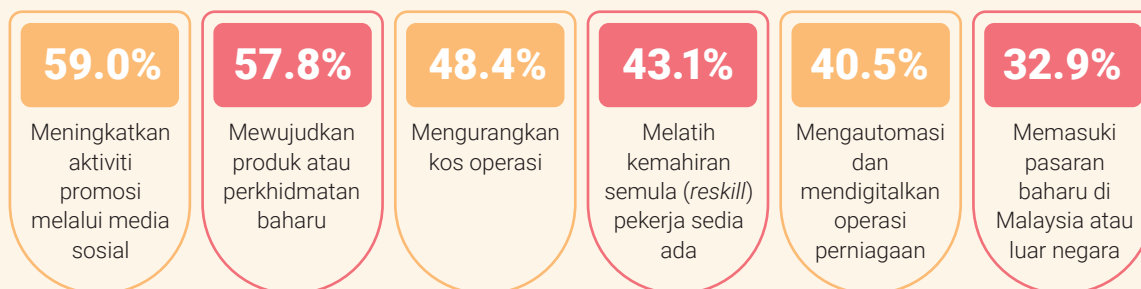 59.0%
Meningkatkan
aktiviti
promosi
melalui media
sosial
57.8%
Mewujudkan
produk atau
perkhidmatan
baharu
48.4%
Mengurangkan
kos operasi
43.1%
Melatih
kemahiran
semula (reskill)
pekerja sedia
ada
40.5%
Mengautomasi
dan
mendigitalkan
operasi
perniagaan
32.9%
Memasuki
pasaran
baharu di
Malaysia atau
luar negara